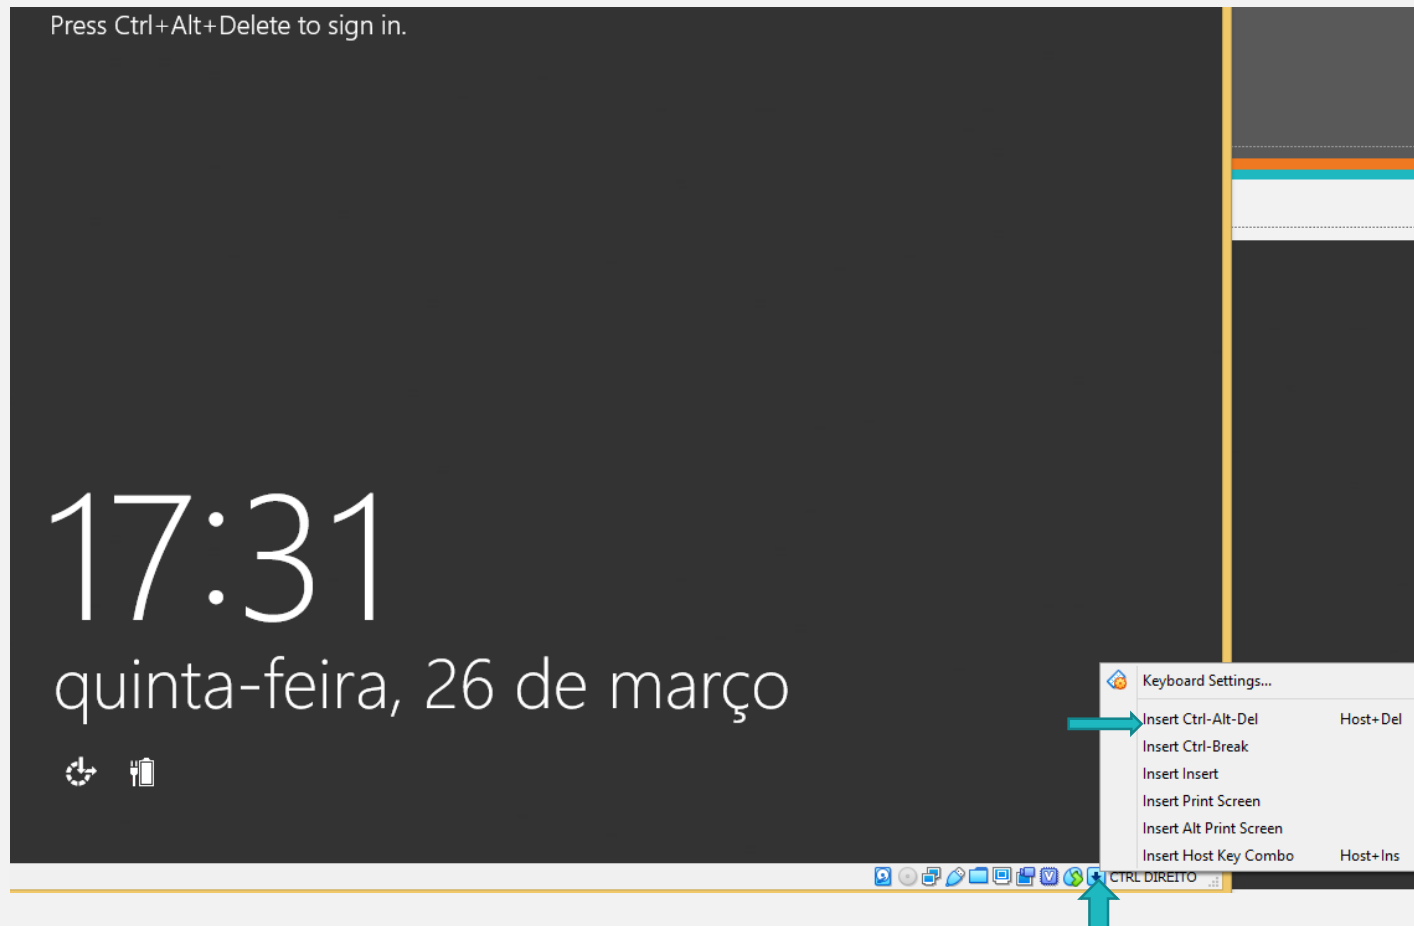 Press Ctrl+Alt+Delete to sign in.
17:31
quinta-feira, 26 de março
Keyboard Settings...
Insert Ctrl-Alt-Del Host+Del
Insert Ctrl-Break
Insert Insert
Insert Print Screen
Insert Alt Print Screen
Insert Host Key Combo Host+Ins
CTRL DIREITO